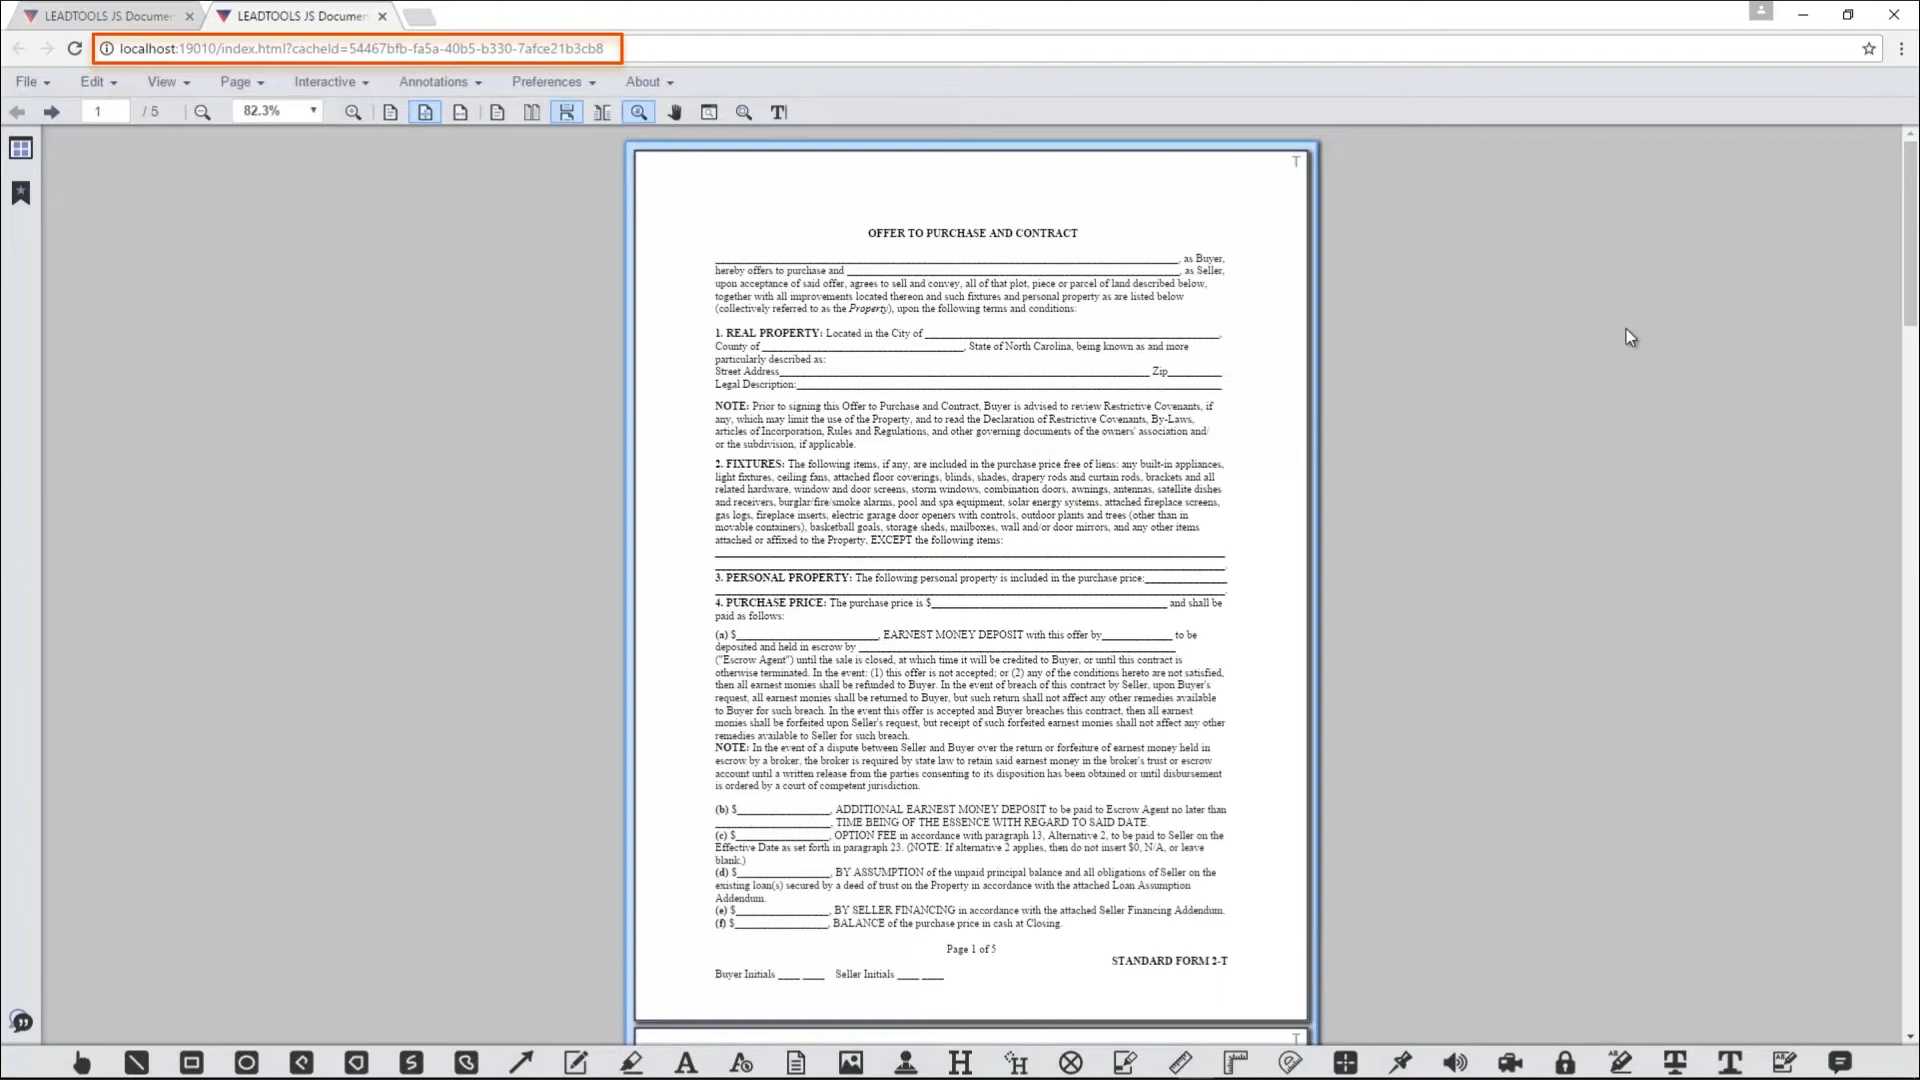 LEADTOOLS JS Documen
LEADTOOLS JS Documen
localhost:19010/index.html?cacheId=54467bfb-fa5a-40b5-b330-7afce21b3cb8
File Edit View Page Interactive Annotations Preferences About
1 / 5 82.3% T
T
OFFER TO PURCHASE AND CONTRACT
, as Buyer,
hereby offers to purchase and , as Seller,
upon acceptance of said offer, agrees to sell and convey, all of that plot, piece or parcel of land described below,
together with all improvements located thereon and such fixtures and personal property as are listed below
(collectively referred to as the Property), upon the following terms and conditions:
1. REAL PROPERTY: Located in the City of ,
County of , State of North Carolina, being known as and more
particularly described as:
Street Address Zip
Legal Description:
NOTE: Prior to signing this Offer to Purchase and Contract, Buyer is advised to review Restrictive Covenants, if
any, which may limit the use of the Property, and to read the Declaration of Restrictive Covenants, By-Laws,
articles of Incorporation, Rules and Regulations, and other governing documents of the owners' association and/
or the subdivision, if applicable.
2. FIXTURES: The following items, if any, are included in the purchase price free of liens: any built-in appliances,
light fixtures, ceiling fans, attached floor coverings, blinds, shades, drapery rods and curtain rods, brackets and all
related hardware, window and door screens, storm windows, combination doors, awnings, antennas, satellite dishes
and receivers, burglar/fire/smoke alarms, pool and spa equipment, solar energy systems, attached fireplace screens,
gas logs, fireplace inserts, electric garage door openers with controls, outdoor plants and trees (other than in
movable containers), basketball goals, storage sheds, mailboxes, wall and/or door mirrors, and any other items
attached or affixed to the Property, EXCEPT the following items:
.
3. PERSONAL PROPERTY: The following personal property is included in the purchase price:
.
4. PURCHASE PRICE: The purchase price is $ and shall be
paid as follows:
(a) $ , EARNEST MONEY DEPOSIT with this offer by to be
deposited and held in escrow by
("Escrow Agent") until the sale is closed, at which time it will be credited to Buyer, or until this contract is
otherwise terminated. In the event: (1) this offer is not accepted; or (2) any of the conditions hereto are not satisfied,
then all earnest monies shall be refunded to Buyer. In the event of breach of this contract by Seller, upon Buyer's
request, all earnest monies shall be returned to Buyer, but such return shall not affect any other remedies available
to Buyer for such breach. In the event this offer is accepted and Buyer breaches this contract, then all earnest
monies shall be forfeited upon Seller's request, but receipt of such forfeited earnest monies shall not affect any other
remedies available to Seller for such breach.
NOTE: In the event of a dispute between Seller and Buyer over the return or forfeiture of earnest money held in
escrow by a broker, the broker is required by state law to retain said earnest money in the broker's trust or escrow
account until a written release from the parties consenting to its disposition has been obtained or until disbursement
is ordered by a court of competent jurisdiction.
(b) $ , ADDITIONAL EARNEST MONEY DEPOSIT to be paid to Escrow Agent no later than
, TIME BEING OF THE ESSENCE WITH REGARD TO SAID DATE.
(c) $ , OPTION FEE in accordance with paragraph 13, Alternative 2, to be paid to Seller on the
Effective Date as set forth in paragraph 23. (NOTE: If alternative 2 applies, then do not insert $0, N/A, or leave
blank.)
(d) $ , BY ASSUMPTION of the unpaid principal balance and all obligations of Seller on the
existing loan(s) secured by a deed of trust on the Property in accordance with the attached Loan Assumption
Addendum.
(e) $ , BY SELLER FINANCING in accordance with the attached Seller Financing Addendum.
(f) $ , BALANCE of the purchase price in cash at Closing.
Page 1 of 5
STANDARD FORM 2-T
Buyer Initials Seller Initials
T